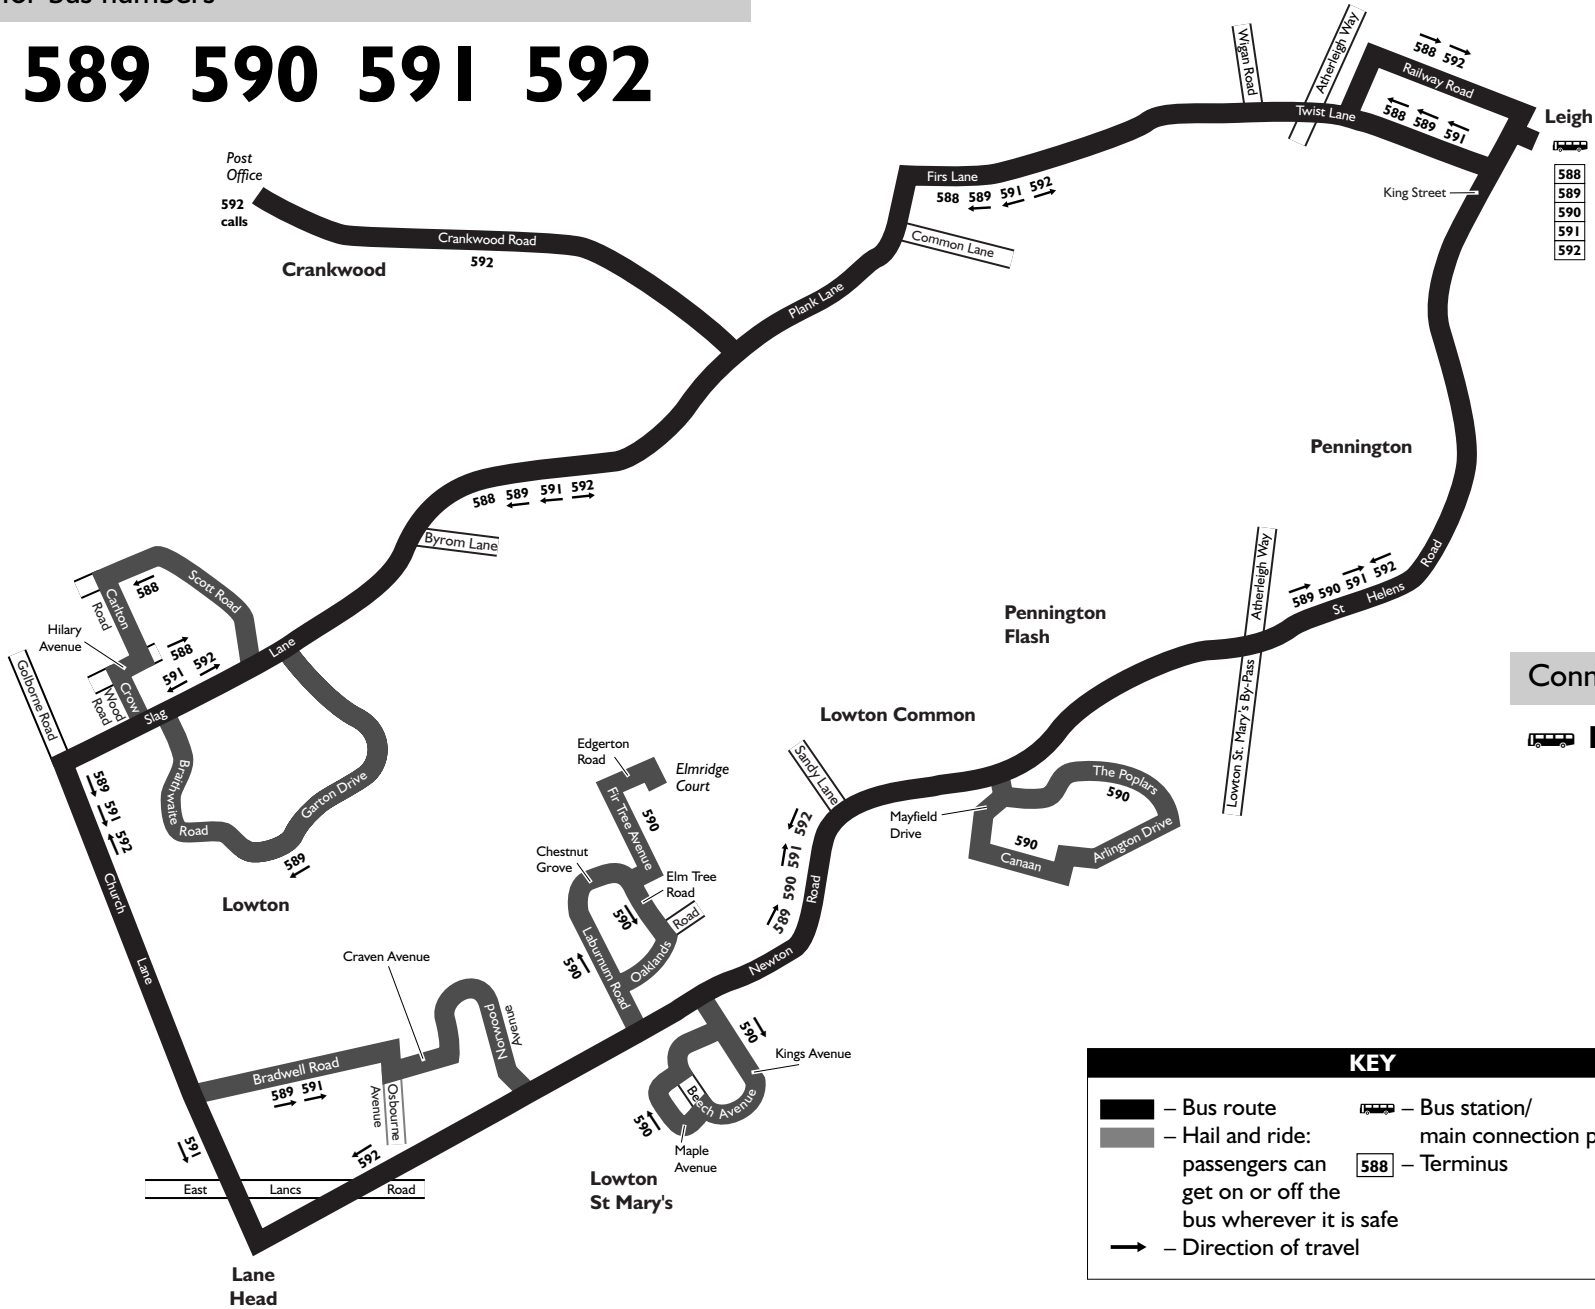 589 590 591 592
Post
Office
592
calls
Crankwood Road
592
Crankwood
Wigan Road
Atherleigh Way
588 592
Railway Road
Twist Lane
588 589 591
Leigh
588
589
590
591
592
King Street
Firs Lane
588 589 591 592
Common Lane
Plank Lane
Pennington
588 589 591 592
Byrom Lane
Scott Road
588
Carlton
Road
Hilary
Avenue
588
591 592
Crow
Wood
Road
Golborne Road
Slag
Lane
Braithwaite
Road
Garton Drive
589
Lowton
589 591 592
Church
Lane
Atherleigh Way
589 590 591 592
St Helens Road
Pennington
Flash
Lowton St. Mary's By-Pass
Conn
Lowton Common
Sandy Lane
Edgerton
Road
Elmridge
Court
590
Fir Tree Avenue
Chestnut
Grove
Elm Tree
Road
590
Road
Oaklands
Laburnum Road
590
589 590 591 592
Newton
Road
Mayfield
Drive
The Poplars
590
590
Canaan
Arlington Drive
Craven Avenue
Norwood
Avenue
Bradwell Road
589 591
Osbourne
Avenue
591
592
East Lancs Road
Lane
Head
590
Kings Avenue
Beech Avenue
590
Maple
Avenue
Lowton
St Mary's
KEY
– Bus route
– Hail and ride:
passengers can
get on or off the
bus wherever it is safe
– Direction of travel
– Bus station/
main connection p
588 – Terminus